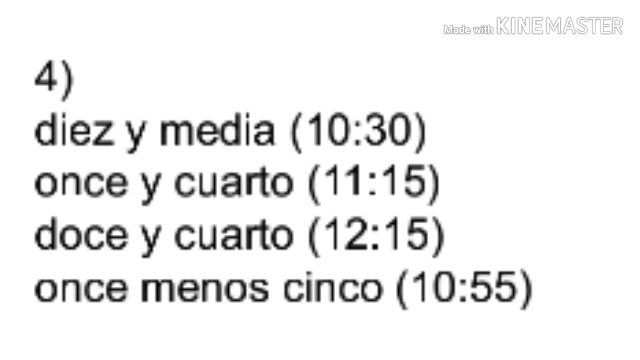 Made with KINEMASTER
4)
diez y media (10:30)
once y cuarto (11:15)
doce y cuarto (12:15)
once menos cinco (10:55)